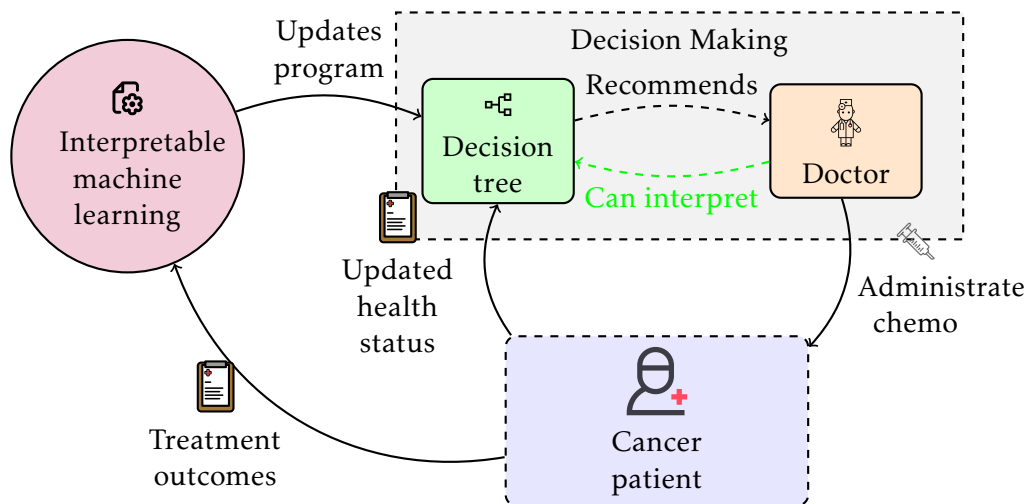 Updates
program
Decision Making
Recommends
Interpretable
machine
learning
Decision
tree
Can interpret
Doctor
Updated
health
status
Administrate
chemo
Treatment
outcomes
Cancer
patient